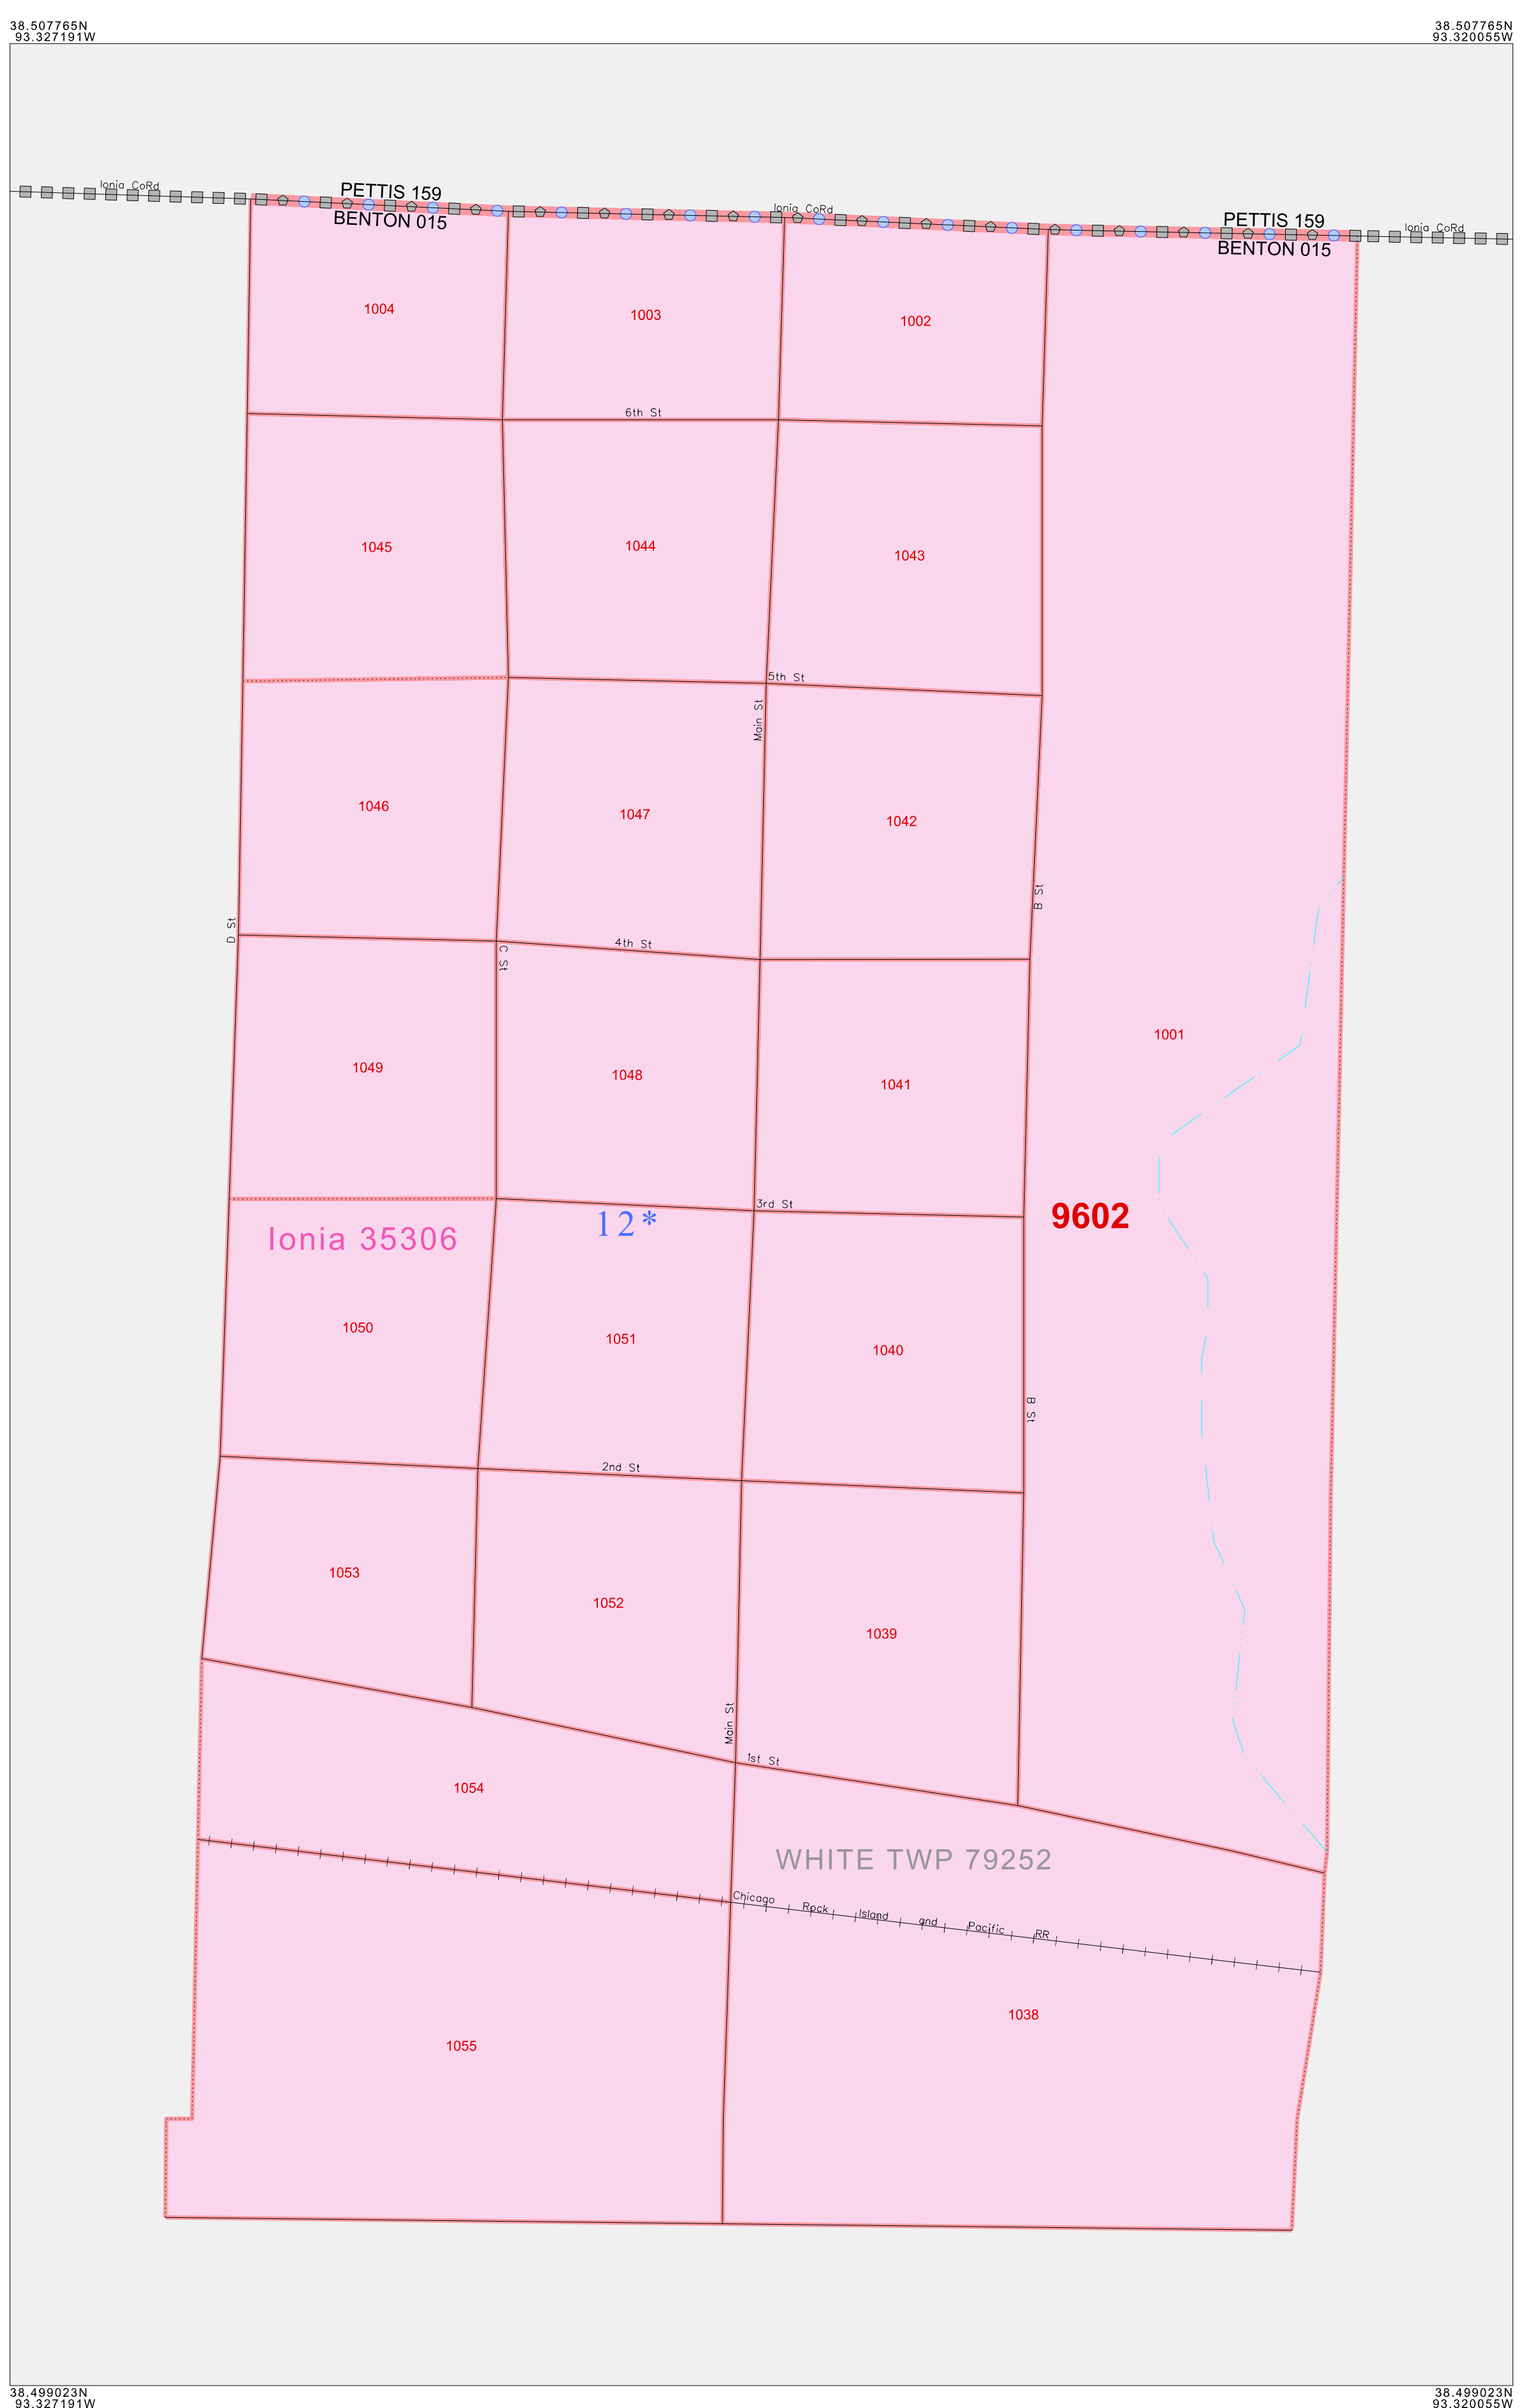 38.507765N
93.327191W
38.507765N
93.320055W
Ionia CoRd
PETTIS 159
BENTON 015
Ionia CoRd
PETTIS 159
BENTON 015
Ionia CoRd
1004
1003
1002
6th St
1045
1044
1043
5th St
Main St
1046
1047
1042
B St
D St
4th St
C St
1001
1049
1048
1041
3rd St
9602
12*
Ionia 35306
1050
1051
1040
B St
2nd St
1053
1052
1039
Main St
1st St
1054
WHITE TWP 79252
Chicago Rock Island and Pacific RR
1038
1055
38.499023N
93.327191W
38.499023N
93.320055W